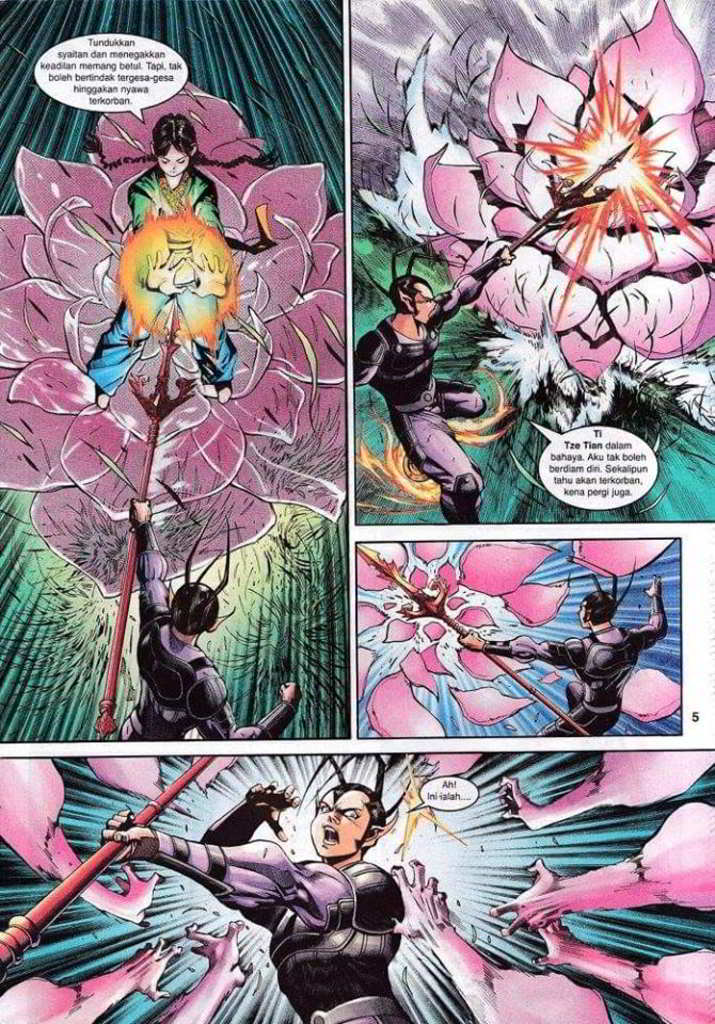 Tundukkan
syaitan dan menegakkan
keadilan memang betul. Tapi, tak
boleh bertindak tergesa-gesa
hinggakan nyawa
terkorban.
Ti
Tze Tian dalam
bahaya. Aku tak boleh
berdiam diri. Sekalipun
tahu akan terkorban,
kena pergi juga.
5
Ah!
Ini ialah....